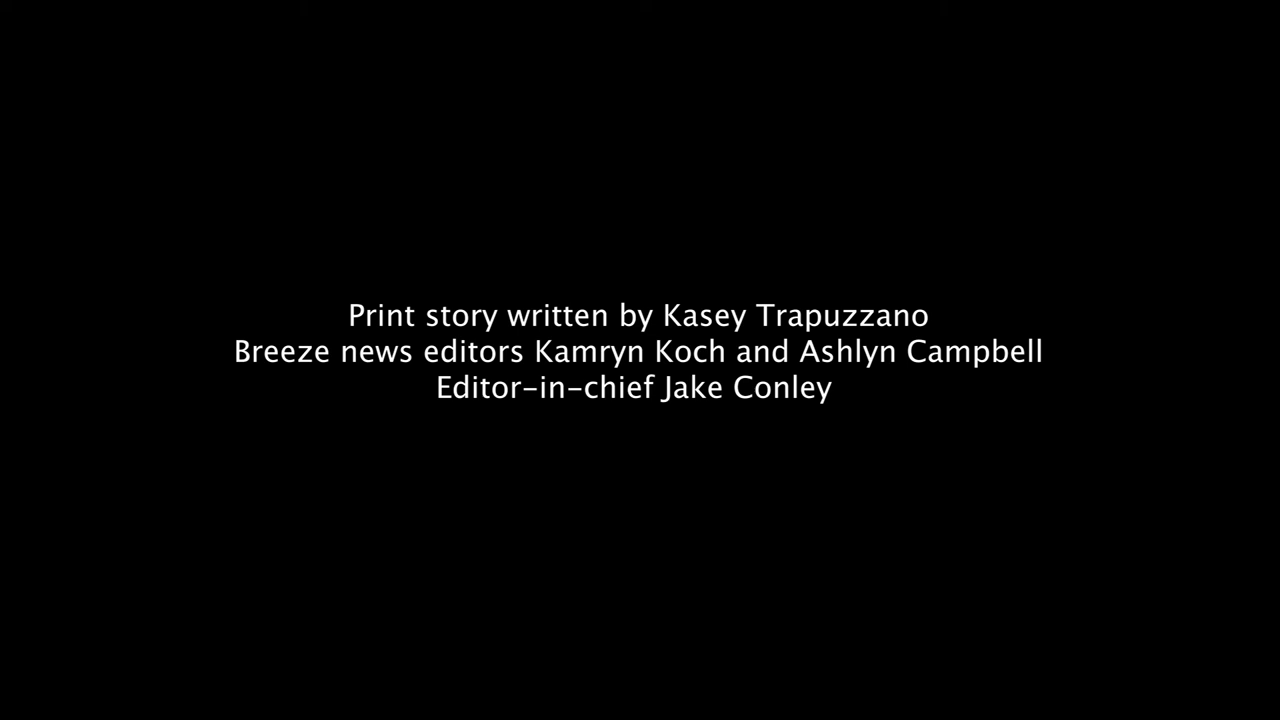 Print story written by Kasey Trapuzzano
Breeze news editors Kamryn Koch and Ashlyn Campbell
Editor-in-chief Jake Conley